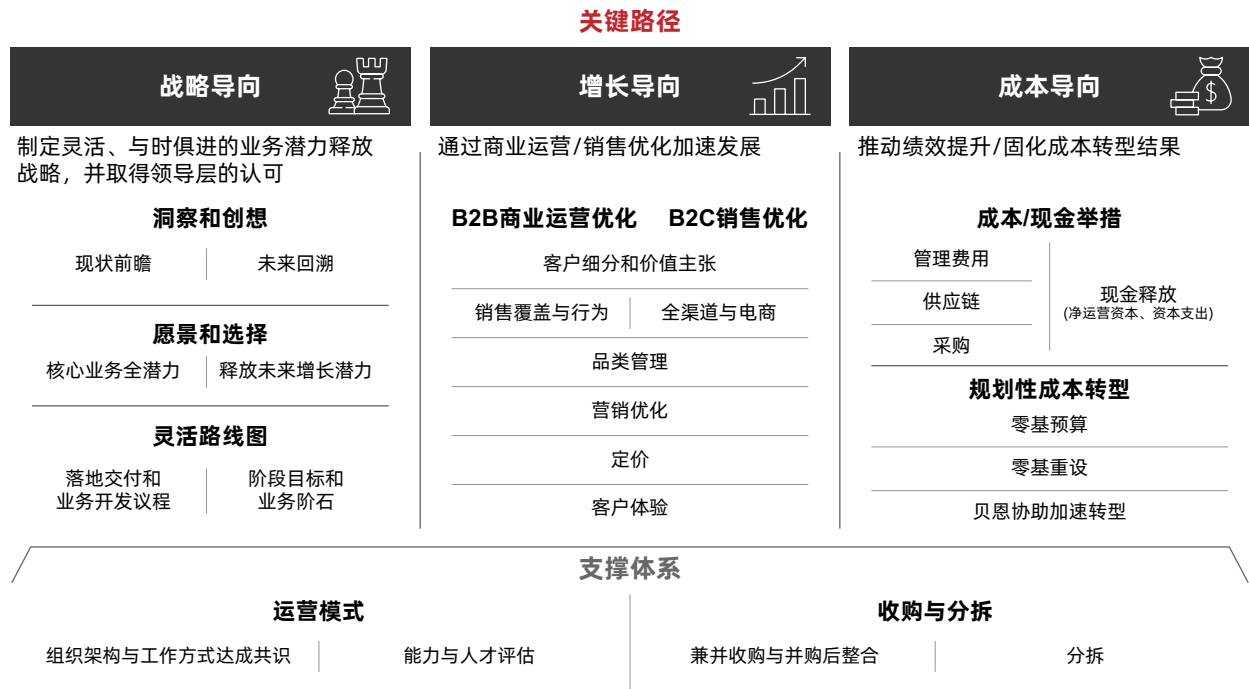 关键路径
战略导向
制定灵活、与时俱进的业务潜力释放
战略，并取得领导层的认可
洞察和创想
现状前瞻
未来回溯
愿景和选择
核心业务全潜力
释放未来增长潜力
灵活路线图
落地交付和
业务开发议程
阶段目标和
业务阶石
增长导向
通过商业运营/销售优化加速发展
B2B商业运营优化
B2C销售优化
客户细分和价值主张
销售覆盖与行为
全渠道与电商
品类管理
营销优化
定价
客户体验
成本导向
$
推动绩效提升/固化成本转型结果
成本/现金举措
管理费用
供应链
采购
现金释放
(净运营资本、资本支出)
规划性成本转型
零基预算
零基重设
贝恩协助加速转型
支撑体系
运营模式
组织架构与工作方式达成共识
能力与人才评估
收购与分拆
兼并收购与并购后整合
分拆